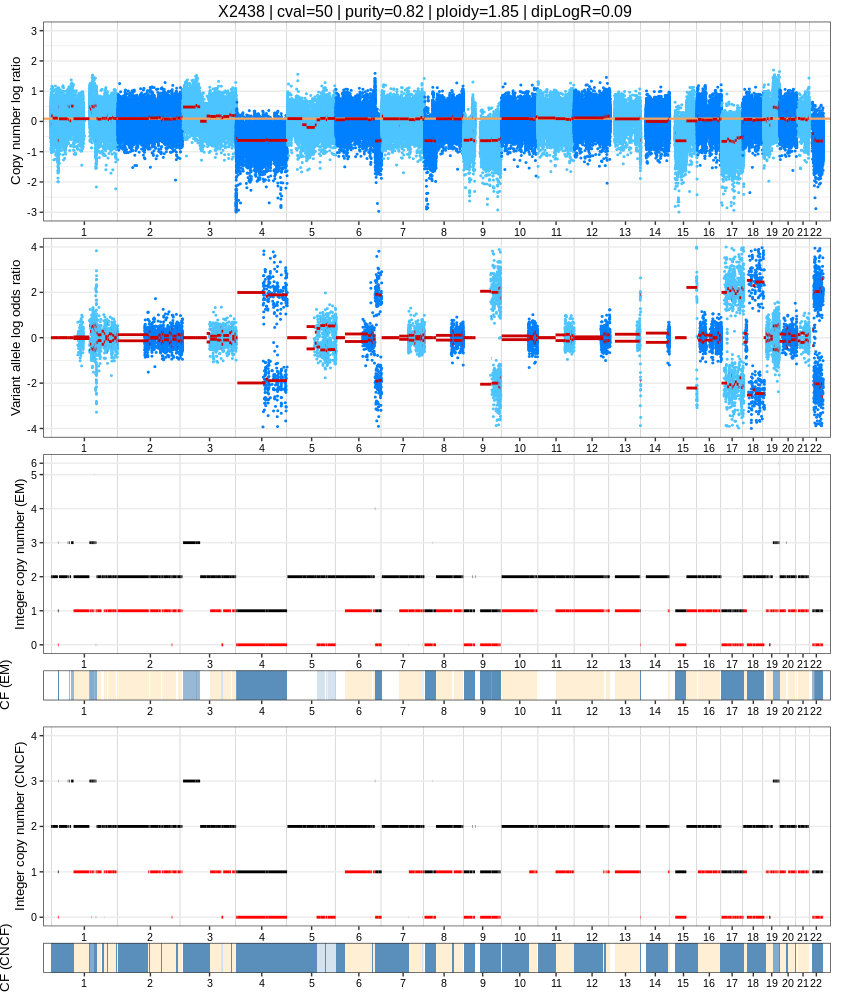 X2438 | cval=50 | purity=0.82 | ploidy=1.85 | dipLogR=0.09
Copy number log ratio
3
2
1
0
-1
-2
-3
1 2 3 4 5 6 7 8 9 10 11 12 13 14 15 16 17 18 19 20 21 22
Variant allele log odds ratio
4
2
0
-2
-4
1 2 3 4 5 6 7 8 9 10 11 12 13 14 15 16 17 18 19 20 21 22
Integer copy number (EM)
6
5
4
3
2
1
0
1 2 3 4 5 6 7 8 9 10 11 12 13 14 15 16 17 18 19 20 21 22
CF (EM)
1 2 3 4 5 6 7 8 9 10 11 12 13 14 15 16 17 18 19 20 21 22
Integer copy number (CNCF)
4
3
2
1
0
1 2 3 4 5 6 7 8 9 10 11 12 13 14 15 16 17 18 19 20 21 22
CF (CNCF)
1 2 3 4 5 6 7 8 9 10 11 12 13 14 15 16 17 18 19 20 21 22